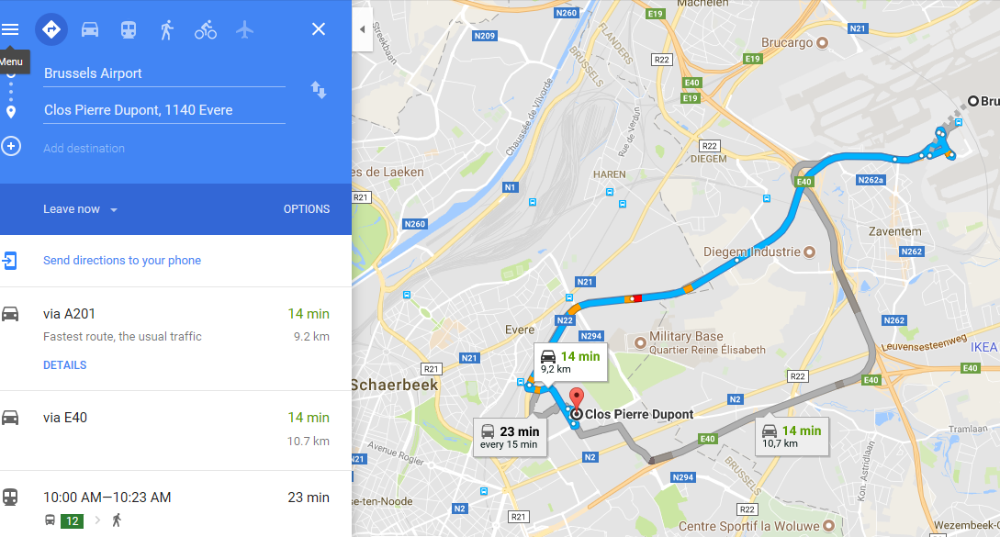 Menu
Brussels Airport
Clos Pierre Dupont, 1140 Evere
Add destination
Leave now
OPTIONS
Send directions to your phone
via A201
14 min
Fastest route, the usual traffic
9.2 km
DETAILS
via E40
14 min
10.7 km
10:00 AM—10:23 AM
23 min
12
Machelen
N260
E19
N21
N209
Brucargo
Streekbaan
FLANDERS
BRUSSELS
R22
E19
E40
E19
Chaussée de Vilvorde
Rue de Verdun
Bru
R22
DIEGEM
es de Laeken
HAREN
E40
N262a
R21
N1
N260
Zaventem
Diegem Industrie
N262
N21
N22
N262
Evere
N294
Military Base
Quartier Reine Élisabeth
Leuvensesteenweg
IKEA
14 min
9,2 km
N21
R21
E40
Schaerbeek
R22
E40
N2
Clos Pierre Dupont
23 min
every 15 min
14 min
10,7 km
E40
Tramlaan
Avenue Rogier
N21
N2
BRUSSELS
Kon. Astridlaan
N294
se-ten-Noode
N2
R21
R22
Centre Sportif la Woluwe
Wezembeek-O